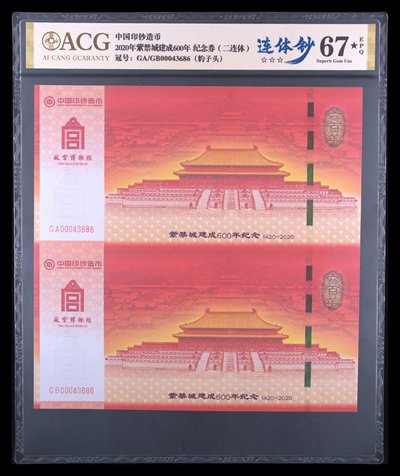 ACG
AI CANG GUARANTY
中国印钞造币
2020年紫禁城建成600年 纪念券（二连体）
冠号：GA/GB00043686（豹子头）
连体钞
☆☆☆
67★
EPQ
Superb Gem Unc
中国印钞造币
故宫博物院
THE PALACE MUSEUM
GA00043686
紫禁城建成600年纪念 1420-2020
中国印钞造币
故宫博物院
THE PALACE MUSEUM
GB00043686
紫禁城建成600年纪念 1420-2020